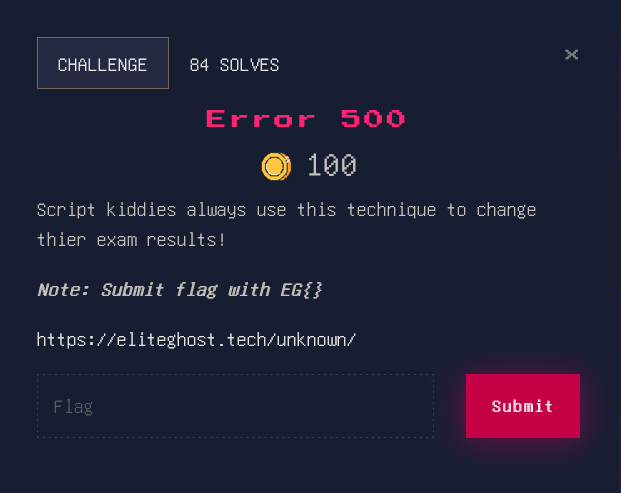 CHALLENGE 84 SOLVES ×
Error 500
100
Script kiddies always use this technique to change
thier exam results!
Note: Submit flag with EG{}
https://eliteghost.tech/unknown/
Flag Submit